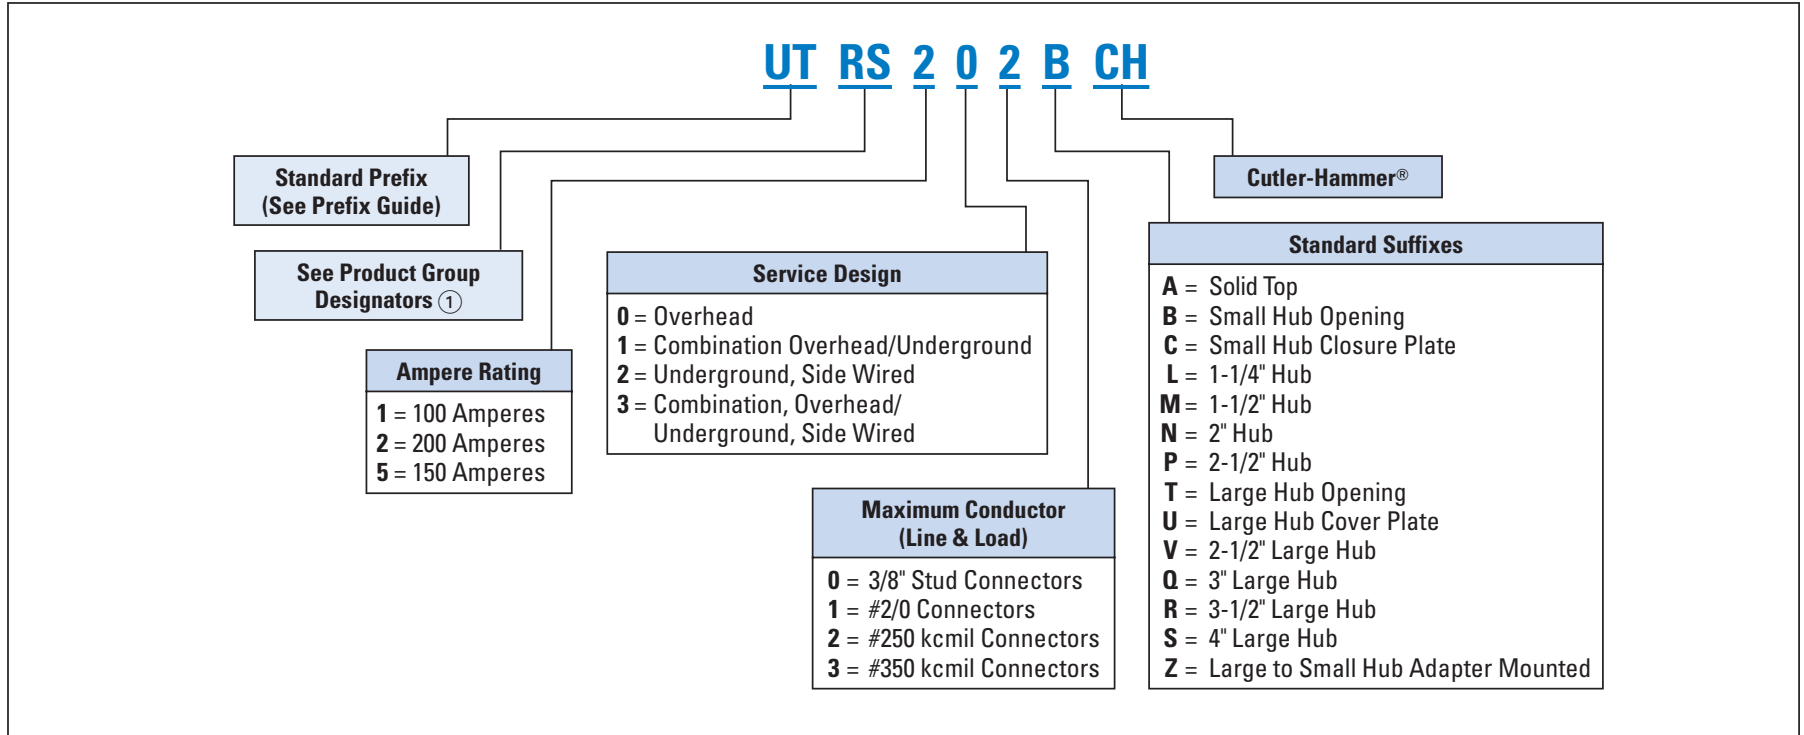 UT RS 2 0 2 B CH
Standard Prefix
(See Prefix Guide)
See Product Group
Designators ①
Ampere Rating
1 = 100 Amperes
2 = 200 Amperes
5 = 150 Amperes
Service Design
0 = Overhead
1 = Combination Overhead/Underground
2 = Underground, Side Wired
3 = Combination, Overhead/
Underground, Side Wired
Maximum Conductor
(Line & Load)
0 = 3/8" Stud Connectors
1 = #2/0 Connectors
2 = #250 kcmil Connectors
3 = #350 kcmil Connectors
Cutler-Hammer®
Standard Suffixes
A = Solid Top
B = Small Hub Opening
C = Small Hub Closure Plate
L = 1-1/4" Hub
M = 1-1/2" Hub
N = 2" Hub
P = 2-1/2" Hub
T = Large Hub Opening
U = Large Hub Cover Plate
V = 2-1/2" Large Hub
Q = 3" Large Hub
R = 3-1/2" Large Hub
S = 4" Large Hub
Z = Large to Small Hub Adapter Mounted